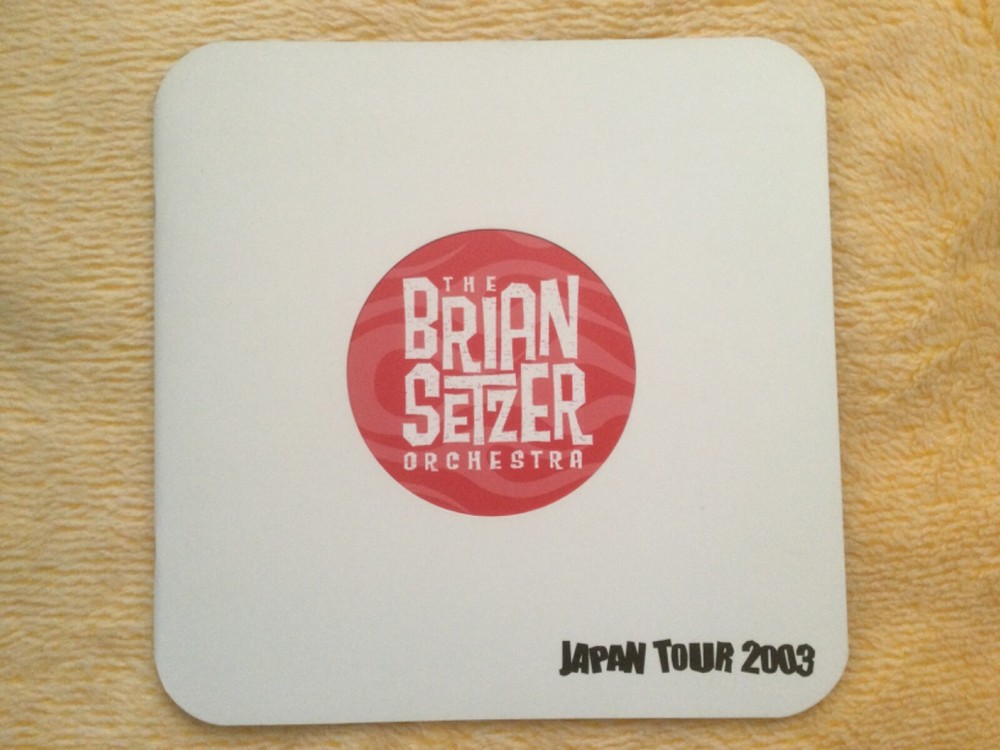 THE
BRIAN
SETZER
ORCHESTRA
JAPAN TOUR 2003